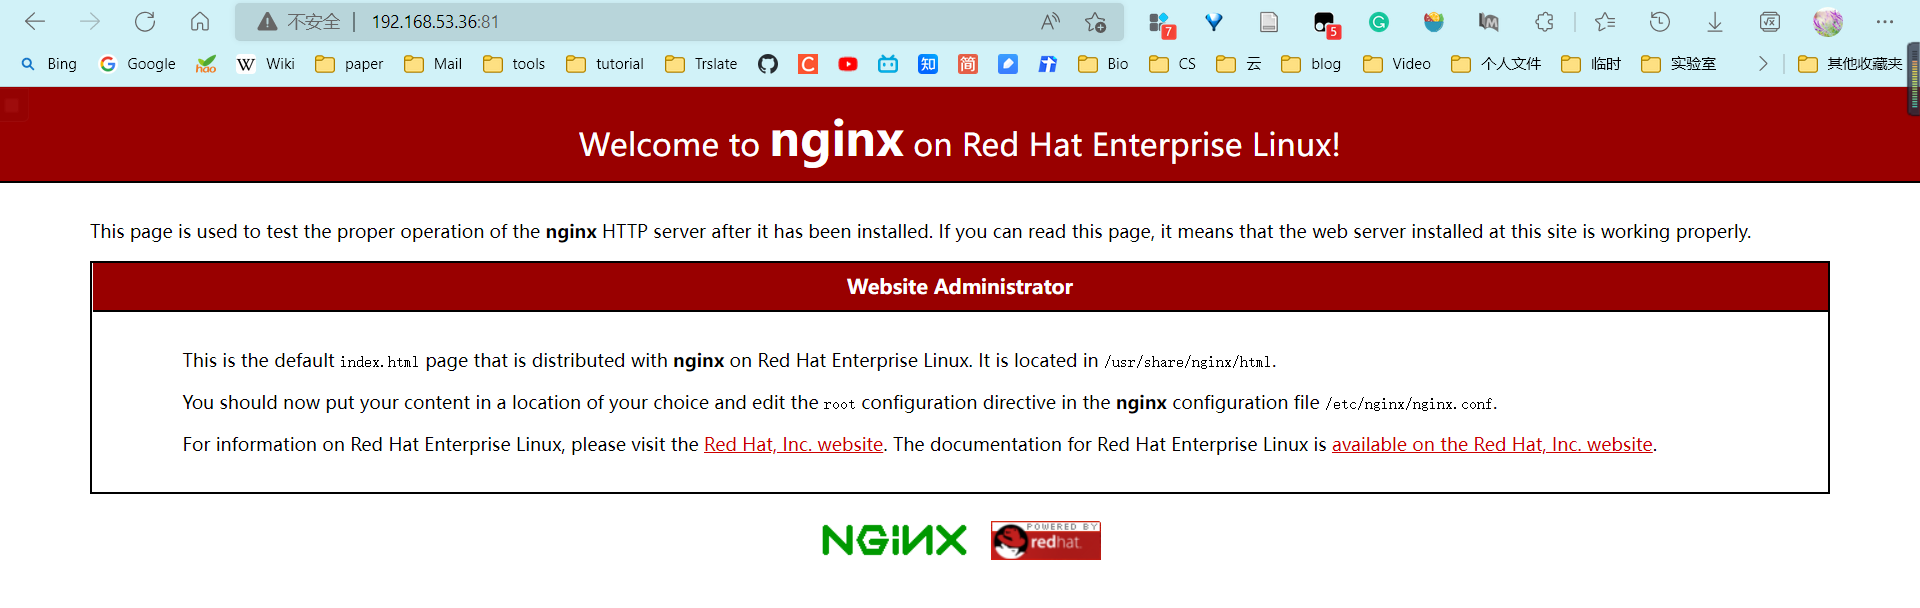 不安全 | 192.168.53.36:81
7
5
Bing Google hao Wiki paper Mail tools tutorial Trslate 知 简 Bio CS 云 blog Video 个人文件 临时 实验室 其他收藏夹
Welcome to nginx on Red Hat Enterprise Linux!
This page is used to test the proper operation of the nginx HTTP server after it has been installed. If you can read this page, it means that the web server installed at this site is working properly.
Website Administrator
This is the default index.html page that is distributed with nginx on Red Hat Enterprise Linux. It is located in /usr/share/nginx/html.
You should now put your content in a location of your choice and edit the root configuration directive in the nginx configuration file /etc/nginx/nginx.conf.
For information on Red Hat Enterprise Linux, please visit the Red Hat, Inc. website. The documentation for Red Hat Enterprise Linux is available on the Red Hat, Inc. website.
NGINX
POWERED BY
redhat.